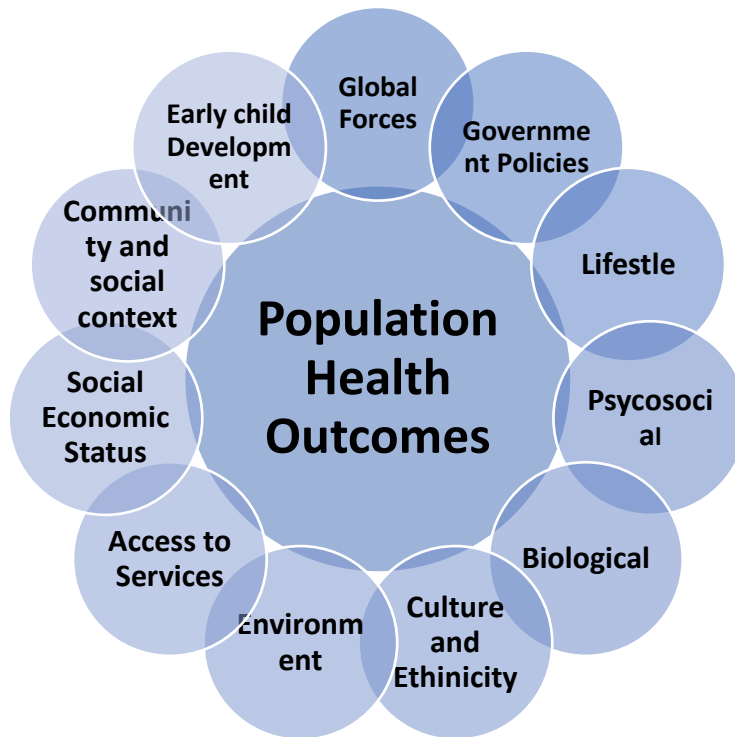 Global
Forces
Governme
nt Policies
Lifestle
Psycosoci
al
Biological
Culture
and
Ethinicity
Environm
ent
Access to
Services
Social
Economic
Status
Communi
ty and
social
context
Early child
Developm
ent
Population
Health
Outcomes